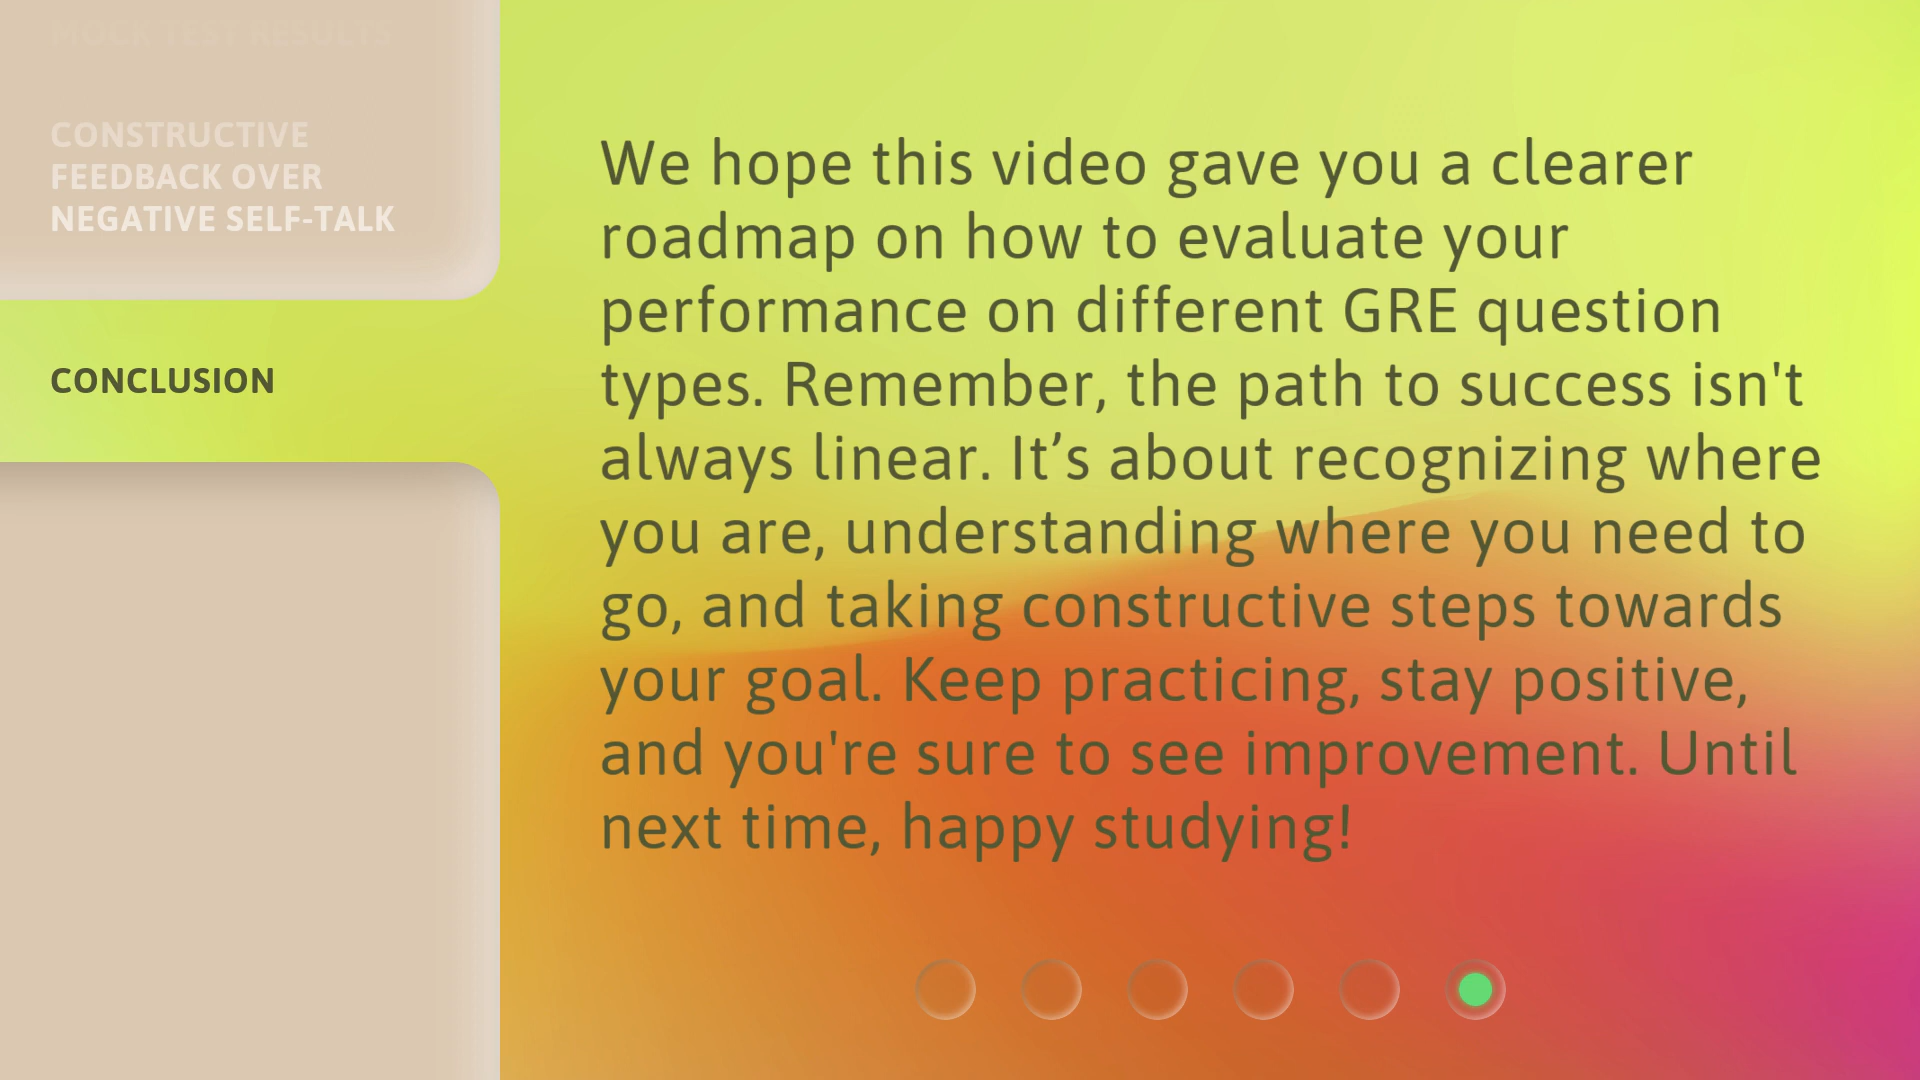 MOCK TEST RESULTS
CONSTRUCTIVE
FEEDBACK OVER
NEGATIVE SELF-TALK
CONCLUSION
We hope this video gave you a clearer
roadmap on how to evaluate your
performance on different GRE question
types. Remember, the path to success isn't
always linear. It’s about recognizing where
you are, understanding where you need to
go, and taking constructive steps towards
your goal. Keep practicing, stay positive,
and you're sure to see improvement. Until
next time, happy studying!